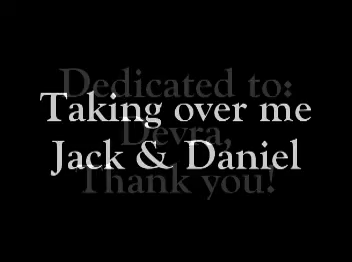 Dedicated to:
Taking over me
Devra,
Jack & Daniel
Thank you!